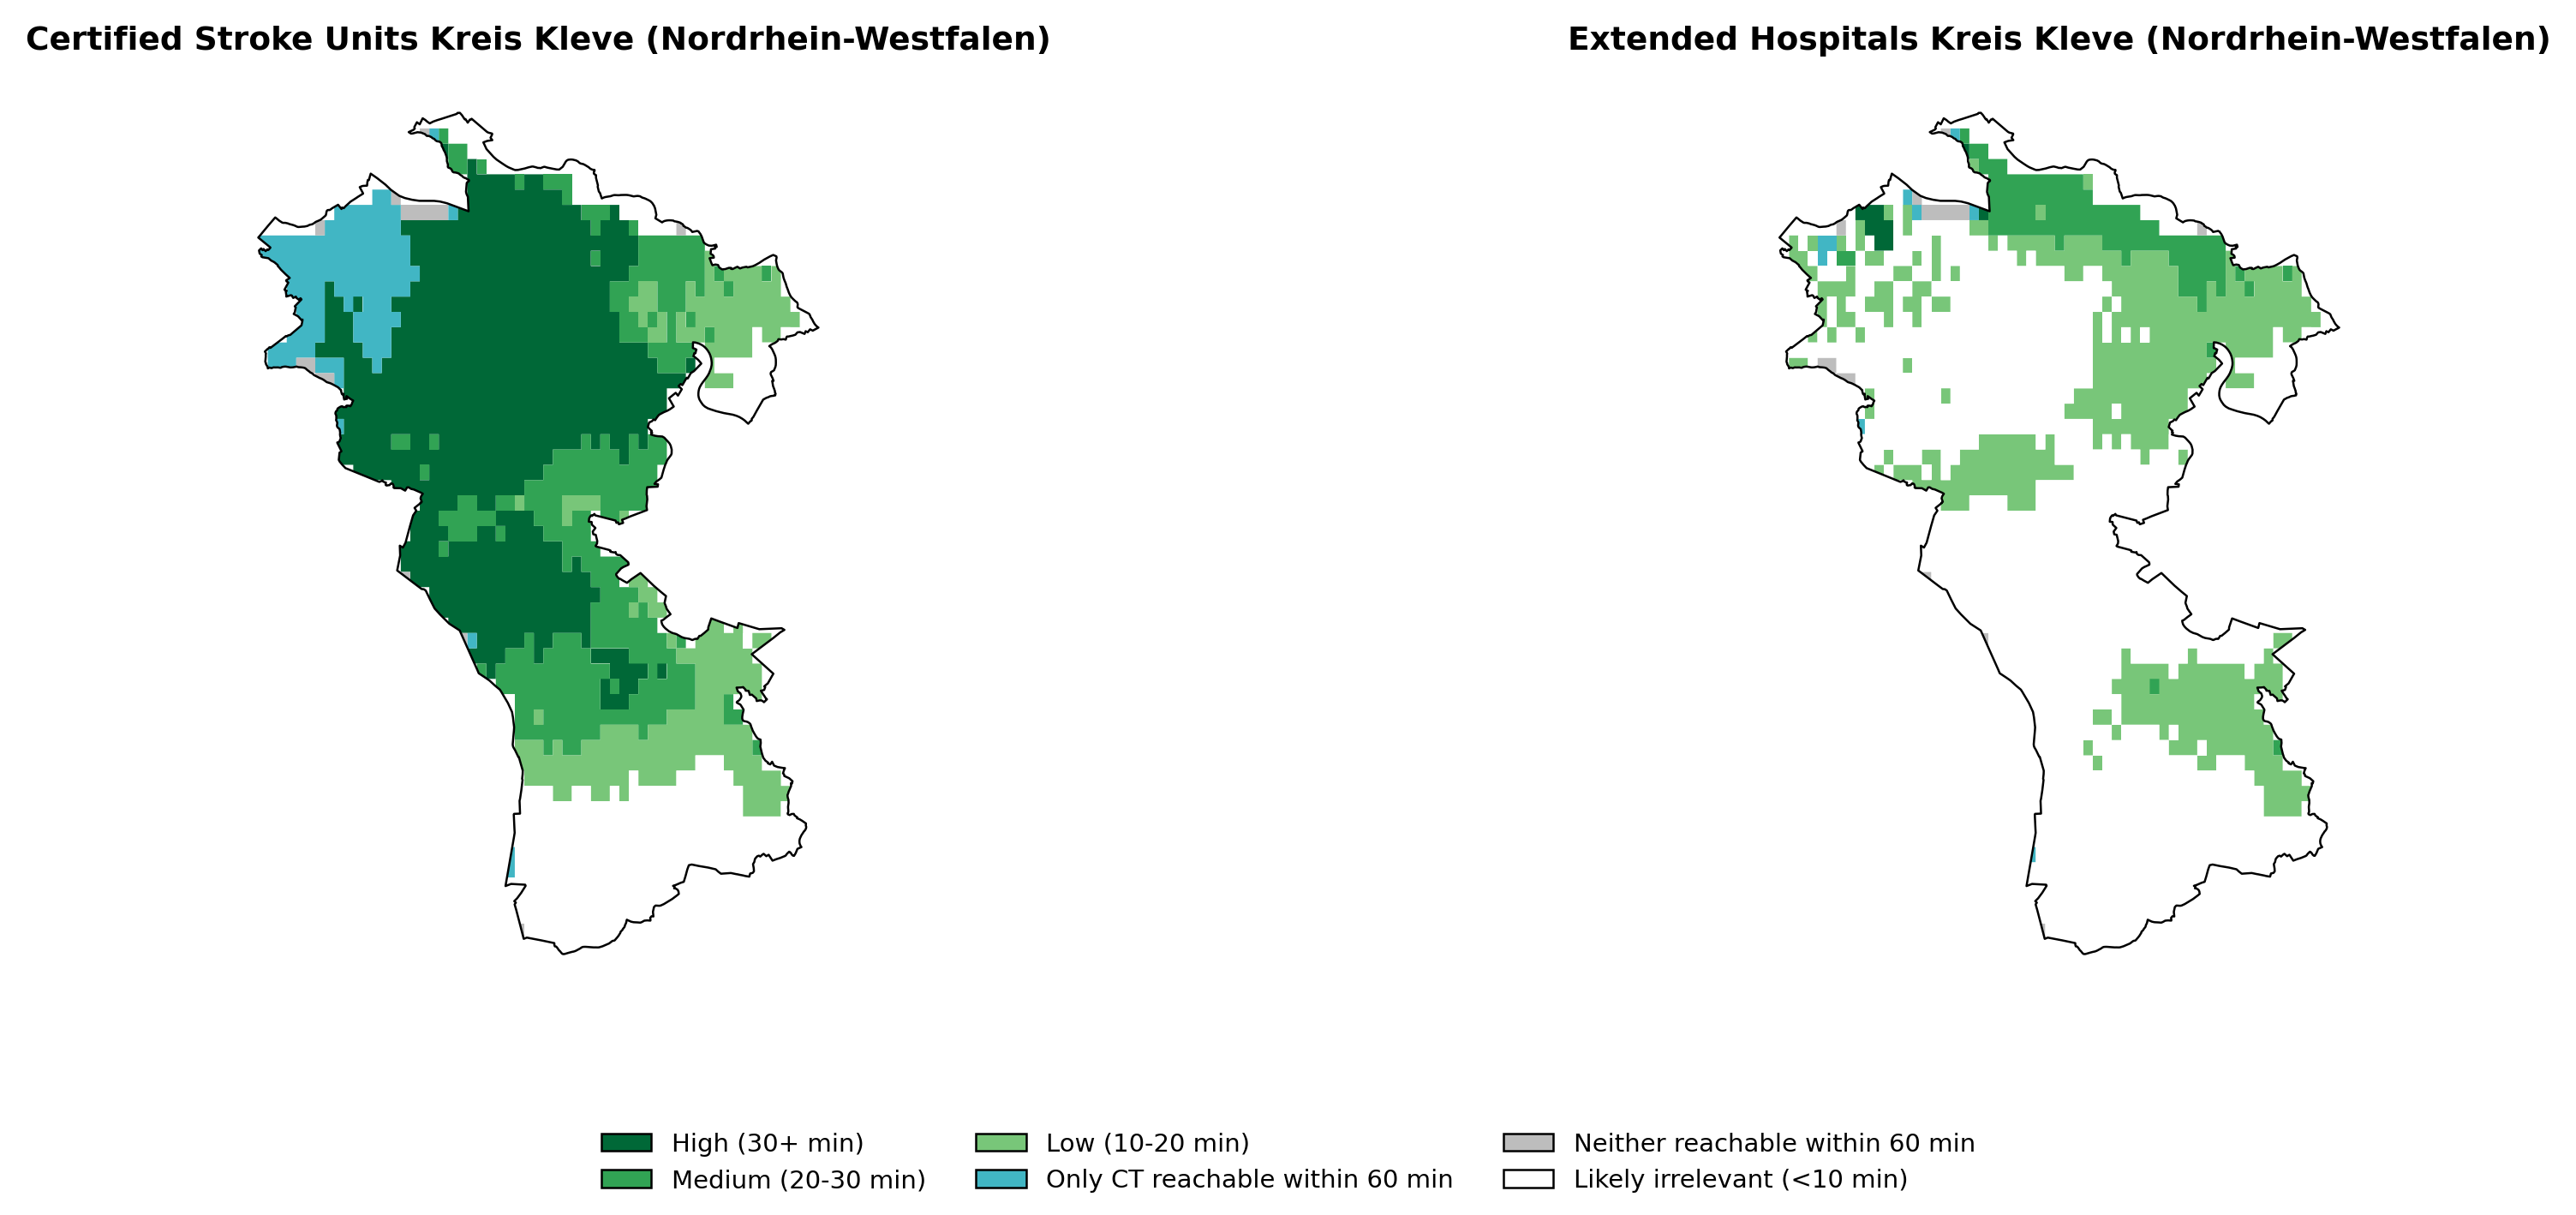 Certified Stroke Units Kreis Kleve (Nordrhein-Westfalen)
Extended Hospitals Kreis Kleve (Nordrhein-Westfalen)
High (30+ min)
Medium (20-30 min)
Low (10-20 min)
Only CT reachable within 60 min
Neither reachable within 60 min
Likely irrelevant (<10 min)